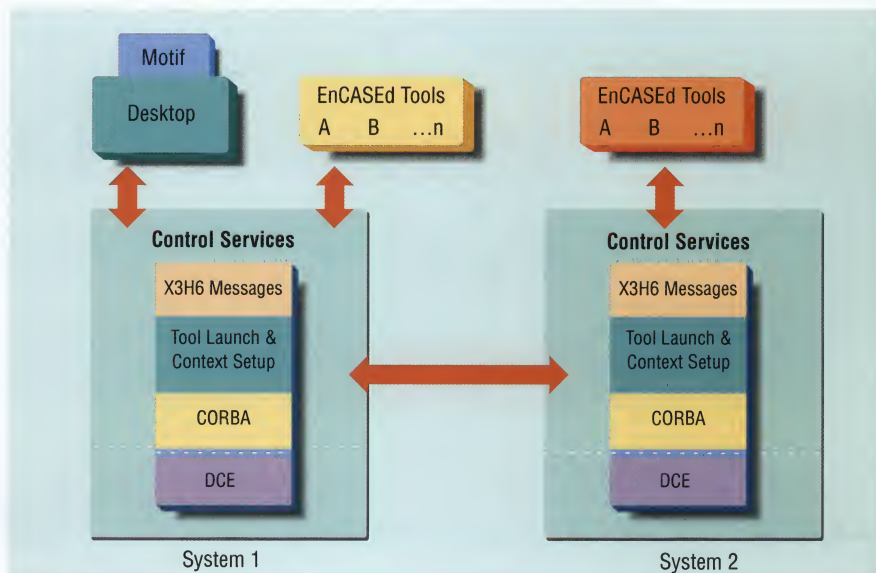 Motif
Desktop
EnCASEd Tools
A B ...n
EnCASEd Tools
A B ...n
Control Services
X3H6 Messages
Tool Launch &
Context Setup
CORBA
DCE
System 1
Control Services
X3H6 Messages
Tool Launch &
Context Setup
CORBA
DCE
System 2